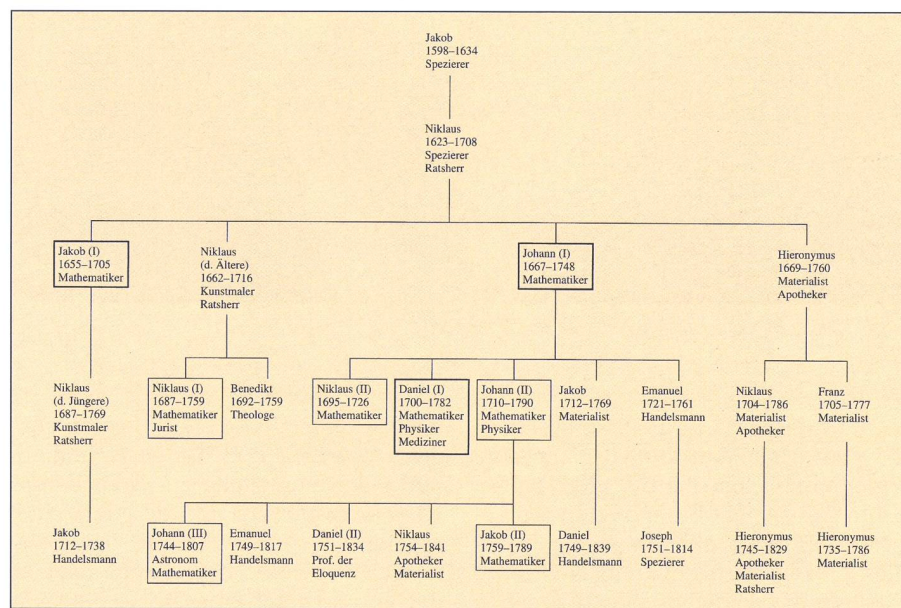 Jakob
1598–1634
Spezierer
Niklaus
1623–1708
Spezierer
Ratsherr
Jakob (I)
1655–1705
Mathematiker
Niklaus
(d. Ältere)
1662–1716
Kunstmaler
Ratsherr
Johann (I)
1667–1748
Mathematiker
Hieronymus
1669–1760
Materialist
Apotheker
Niklaus
(d. Jüngere)
1687–1769
Kunstmaler
Ratsherr
Niklaus (I)
1687–1759
Mathematiker
Jurist
Benedikt
1692–1759
Theologe
Niklaus (II)
1695–1726
Mathematiker
Daniel (I)
1700–1782
Mathematiker
Physiker
Mediziner
Johann (II)
1710–1790
Mathematiker
Physiker
Jakob
1712–1769
Materialist
Emanuel
1721–1761
Handelsmann
Niklaus
1704–1786
Materialist
Apotheker
Franz
1705–1777
Materialist
Jakob
1712–1738
Handelsmann
Johann (III)
1744–1807
Astronom
Mathematiker
Emanuel
1749–1817
Handelsmann
Daniel (II)
1751–1834
Prof. der
Eloquenz
Niklaus
1754–1841
Apotheker
Materialist
Jakob (II)
1759–1789
Mathematiker
Daniel
1749–1839
Handelsmann
Joseph
1751–1814
Spezierer
Hieronymus
1745–1829
Apotheker
Materialist
Ratsherr
Hieronymus
1735–1786
Materialist